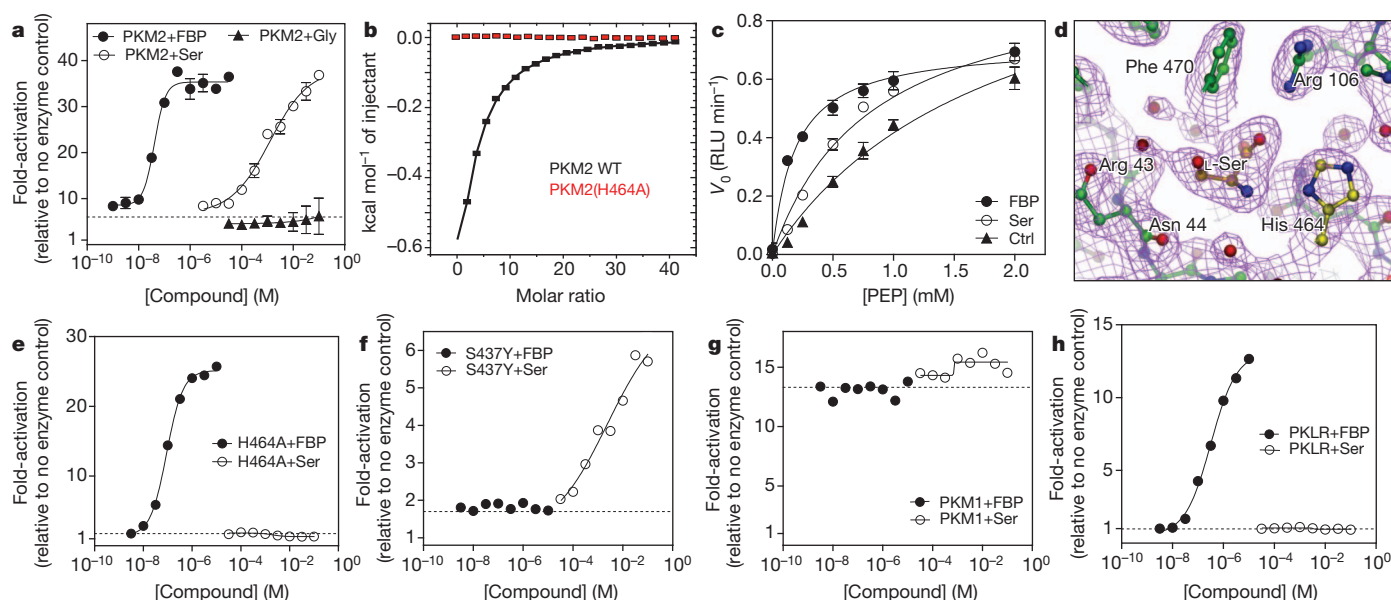 a
PKM2+FBP
PKM2+Ser
PKM2+Gly
Fold-activation
(relative to no enzyme control)
40
30
20
10
1
10⁻¹⁰ 10⁻⁸ 10⁻⁶ 10⁻⁴ 10⁻² 10⁰
[Compound] (M)
b
kcal mol⁻¹ of injectant
0.0
−0.2
−0.4
−0.6
PKM2 WT
PKM2(H464A)
0 10 20 30 40
Molar ratio
c
V₀ (RLU min⁻¹)
0.8
0.6
0.4
0.2
0.0
FBP
Ser
Ctrl
0.0 0.5 1.0 1.5 2.0
[PEP] (mM)
d
Phe 470
Arg 106
Arg 43
L-Ser
Asn 44
His 464
e
Fold-activation
(relative to no enzyme control)
30
20
10
1
H464A+FBP
H464A+Ser
10⁻¹⁰ 10⁻⁸ 10⁻⁶ 10⁻⁴ 10⁻² 10⁰
[Compound] (M)
f
S437Y+FBP
S437Y+Ser
Fold-activation
(relative to no enzyme control)
6
5
4
3
2
1
10⁻¹⁰ 10⁻⁸ 10⁻⁶ 10⁻⁴ 10⁻² 10⁰
[Compound] (M)
g
Fold-activation
(relative to no enzyme control)
20
15
10
5
1
PKM1+FBP
PKM1+Ser
10⁻¹⁰ 10⁻⁸ 10⁻⁶ 10⁻⁴ 10⁻² 10⁰
[Compound] (M)
h
Fold-activation
(relative to no enzyme control)
15
10
5
1
PKLR+FBP
PKLR+Ser
10⁻¹⁰ 10⁻⁸ 10⁻⁶ 10⁻⁴ 10⁻² 10⁰
[Compound] (M)